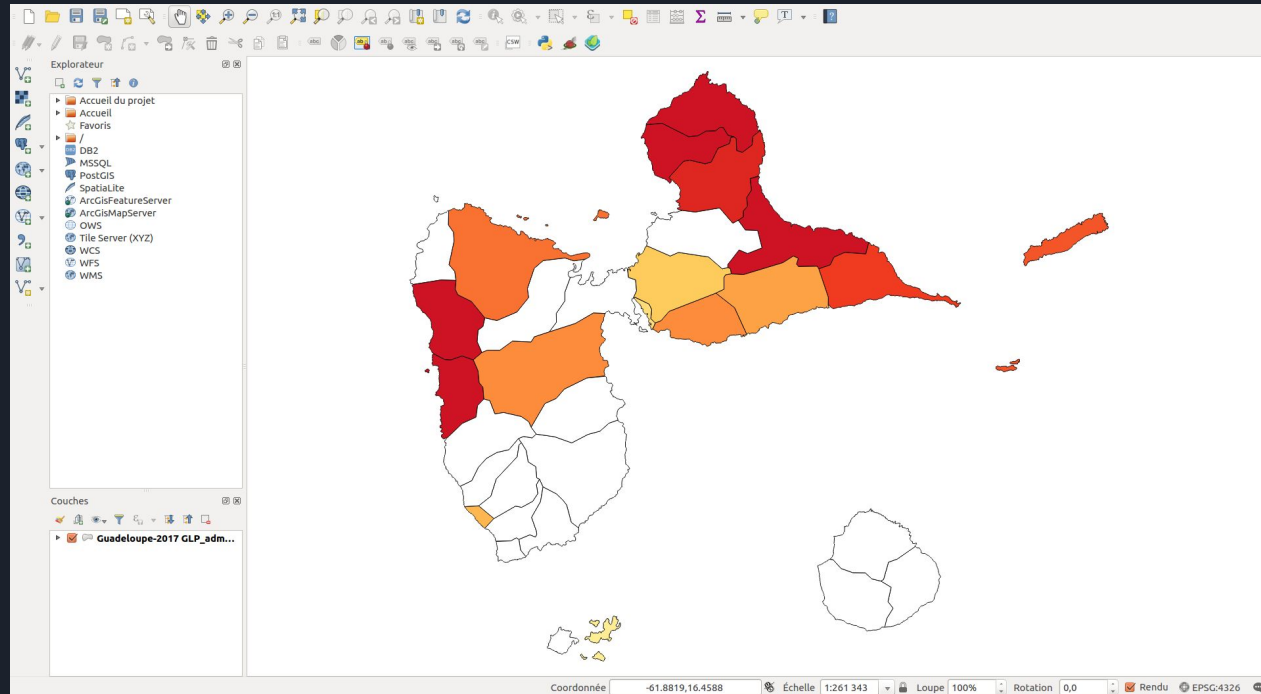 Explorateur
Accueil du projet
Accueil
Favoris
/
DB2
MSSQL
PostGIS
SpatiaLite
ArcGisFeatureServer
ArcGisMapServer
OWS
Tile Server (XYZ)
WCS
WFS
WMS
Couches
Guadeloupe-2017 GLP_adm...
Coordonnée -61.8819,16.4588 Échelle 1:261 343 Loupe 100% Rotation 0,0 Rendu EPSG:4326